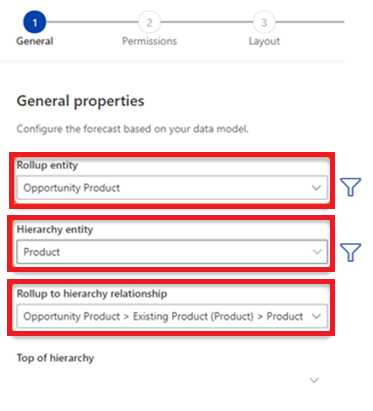 1 2 3
General Permissions Layout
General properties
Configure the forecast based on your data model.
Rollup entity
Opportunity Product
Hierarchy entity
Product
Rollup to hierarchy relationship
Opportunity Product > Existing Product (Product) > Product
Top of hierarchy